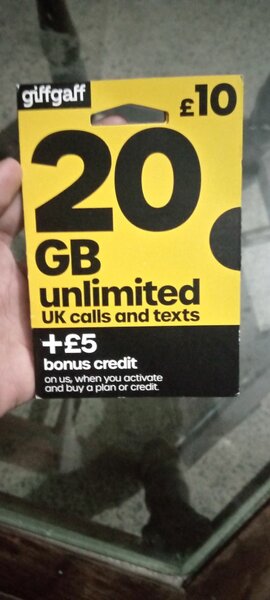 giffgaff
£10
20
GB
unlimited
UK calls and texts
+£5
bonus credit
on us, when you activate
and buy a plan or credit.